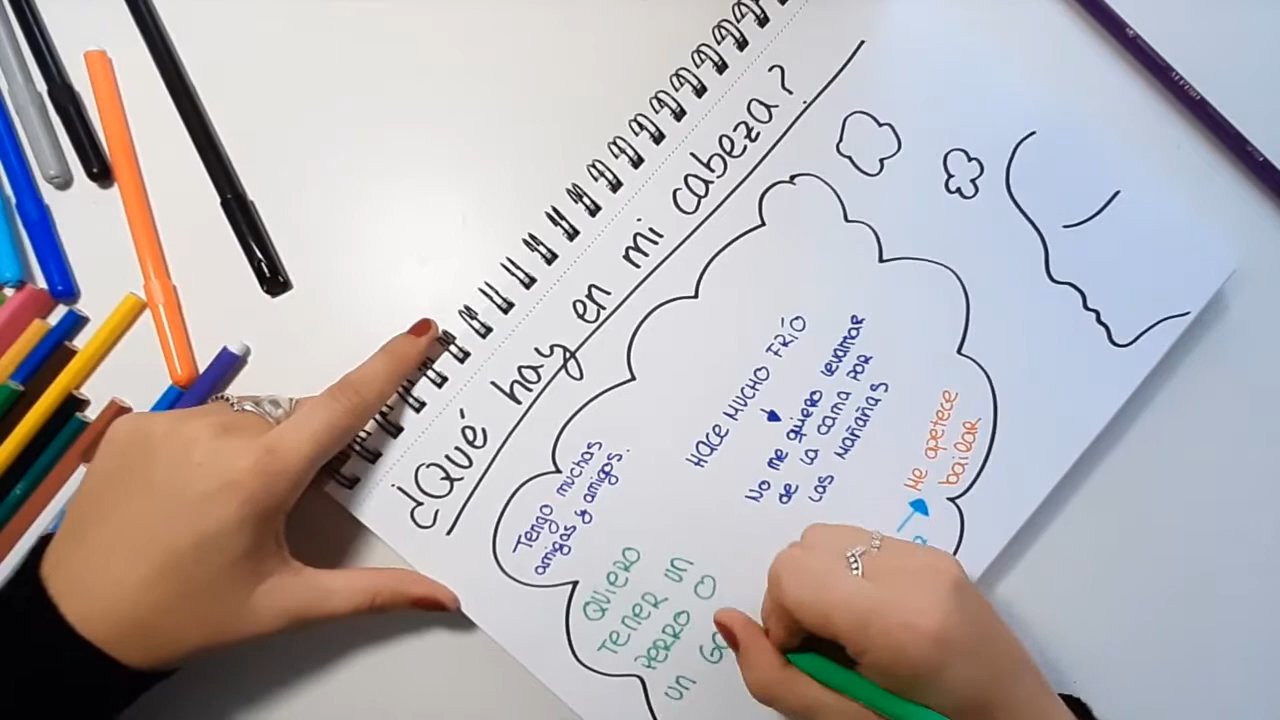 ¿Qué hay en mi cabeza?
Tengo muchas
amigas y amigos.
HACE MUCHO FRÍO
No me quiero levantar
de la cama por
las mañanas
Me apetece
bailar
QUIERO
TENER UN
PERRO
UN